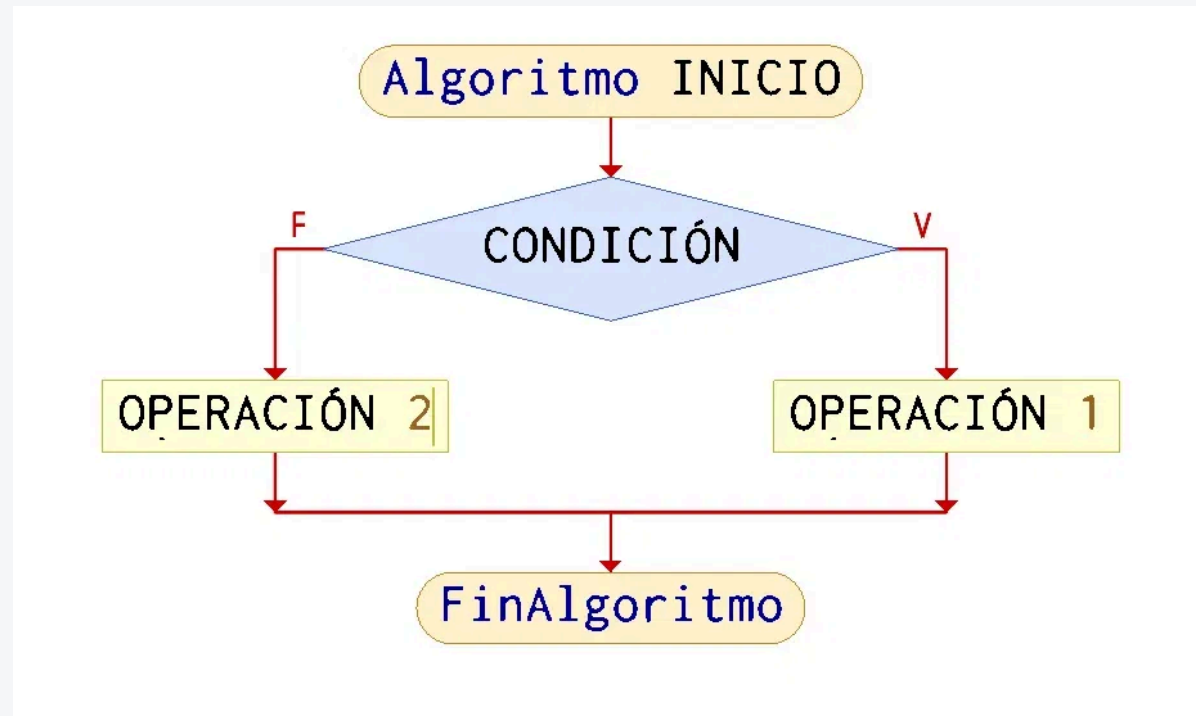 Algoritmo INICIO
F
V
CONDICIÓN
OPERACIÓN 2
OPERACIÓN 1
FinAlgoritmo